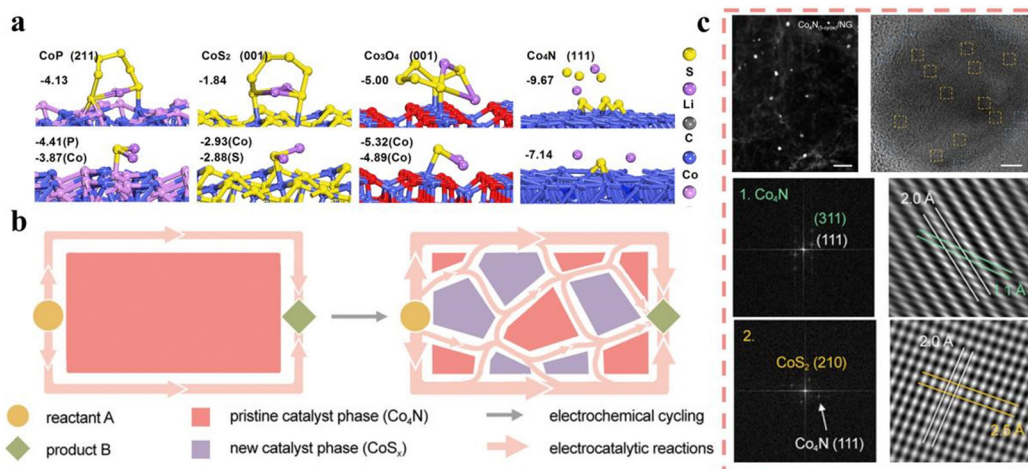 a
CoP (211)
-4.13
CoS₂ (001)
-1.84
Co₃O₄ (001)
-5.00
Co4N (111)
-9.67
S
Li
C
Co
-4.41(P)
-3.87(Co)
-2.93(Co)
-2.88(S)
-5.32(Co)
-4.89(Co)
-7.14
b
reactant A
product B
pristine catalyst phase (Co₄N)
new catalyst phase (CoSₓ)
electrochemical cycling
electrocatalytic reactions
c
1. Co₄N
(311)
(111)
2.0 A
1.1 A
2.
CoS₂ (210)
Co₄N (111)
2.0 A
2.5 A